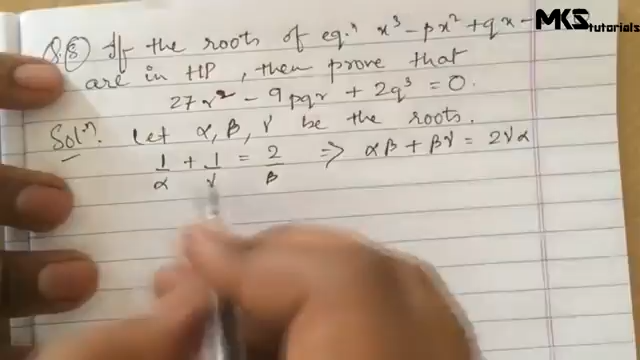 Q.8 If the roots of eq.ⁿ x³ - px² + qx -
MKS tutorials
are in HP, then prove that
27r² - 9pqr + 2q³ = 0.
Sol.ⁿ Let α, β, γ be the roots.
1/α + 1/γ = 2/β ⇒ αβ + βγ = 2γα